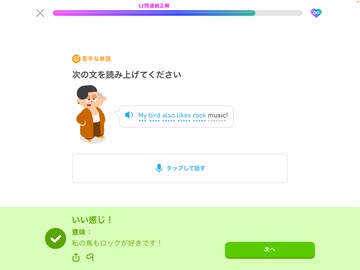 12問連続正解
苦手な単語
次の文を読み上げてください
My bird also likes rock music!
タップして話す
いい感じ！
意味：
私の鳥もロックが好きです！
次へ